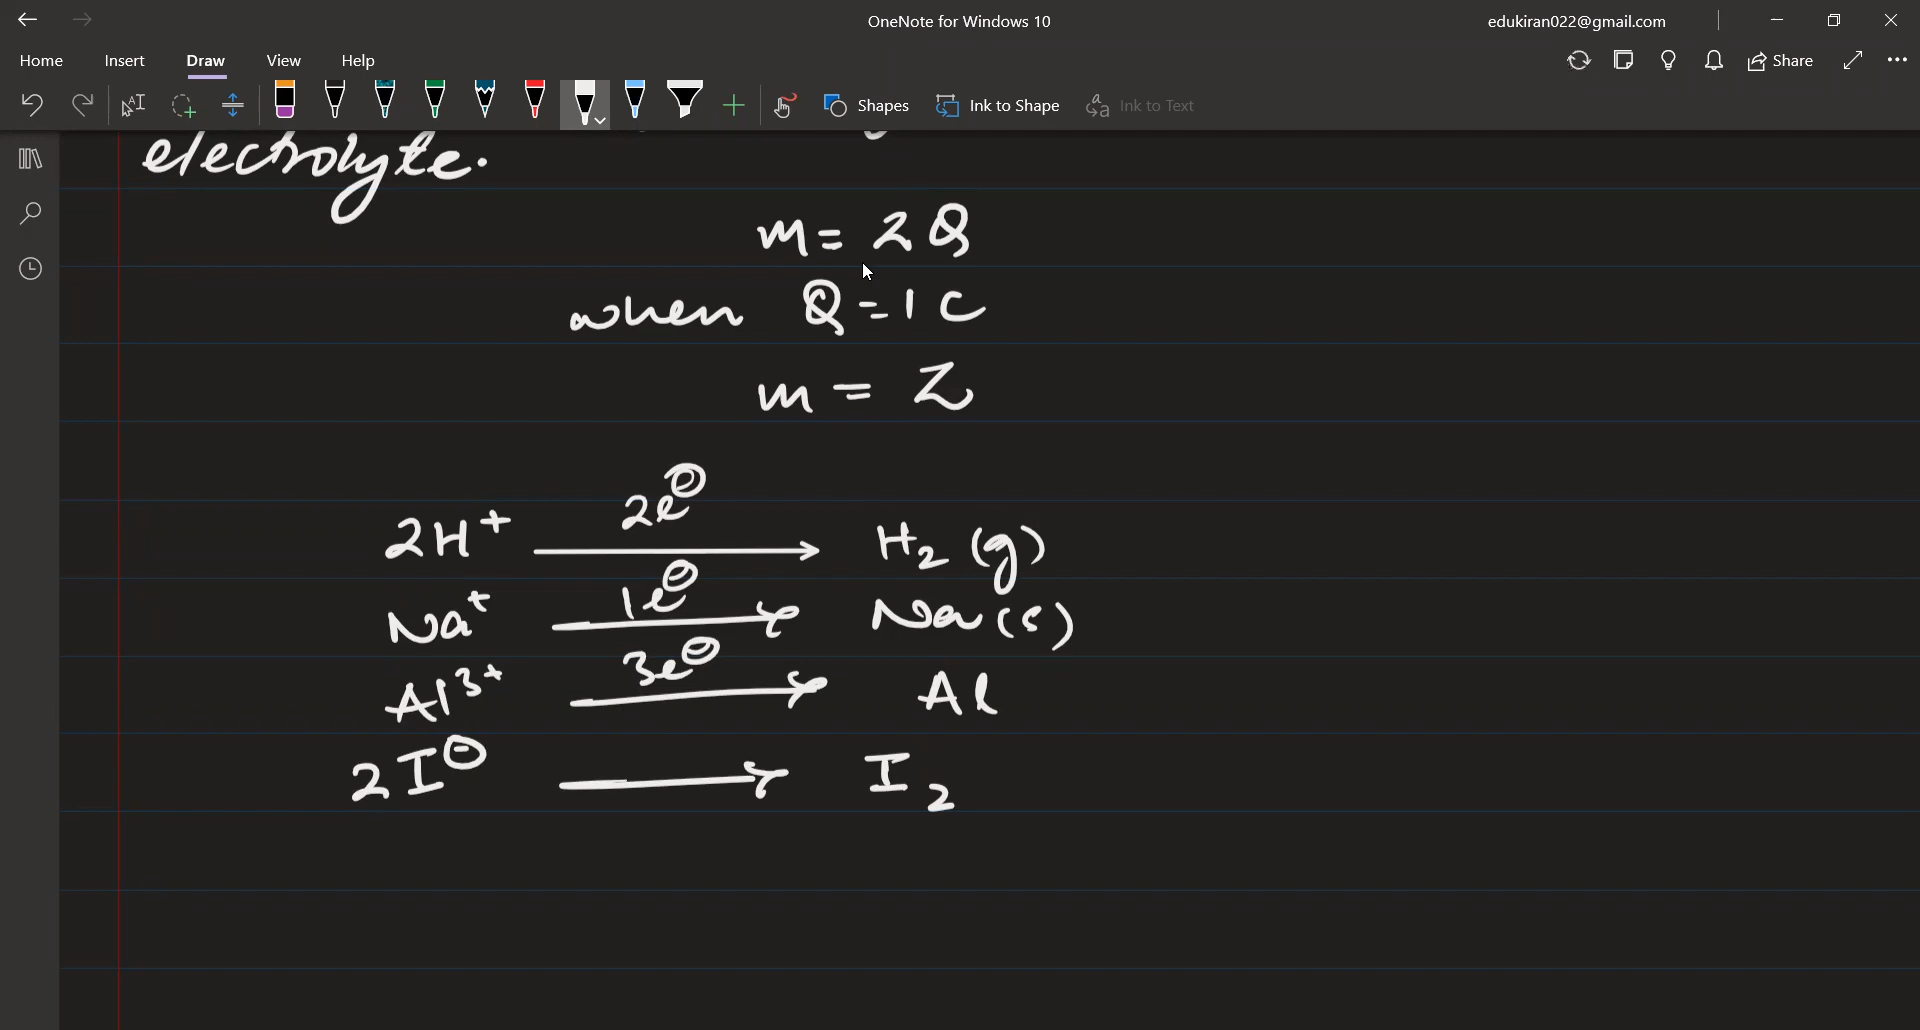 OneNote for Windows 10
edukiran022@gmail.com
Home Insert Draw View Help
Share
Shapes Ink to Shape Ink to Text
electrolyte.
m = Z Q
when Q = 1 C
m = Z
2H⁺ 2e⊖ → H₂ (g)
Na⁺ 1e⊖ → Na (s)
Al³⁺ 3e⊖ → Al
2I⊖ → I₂